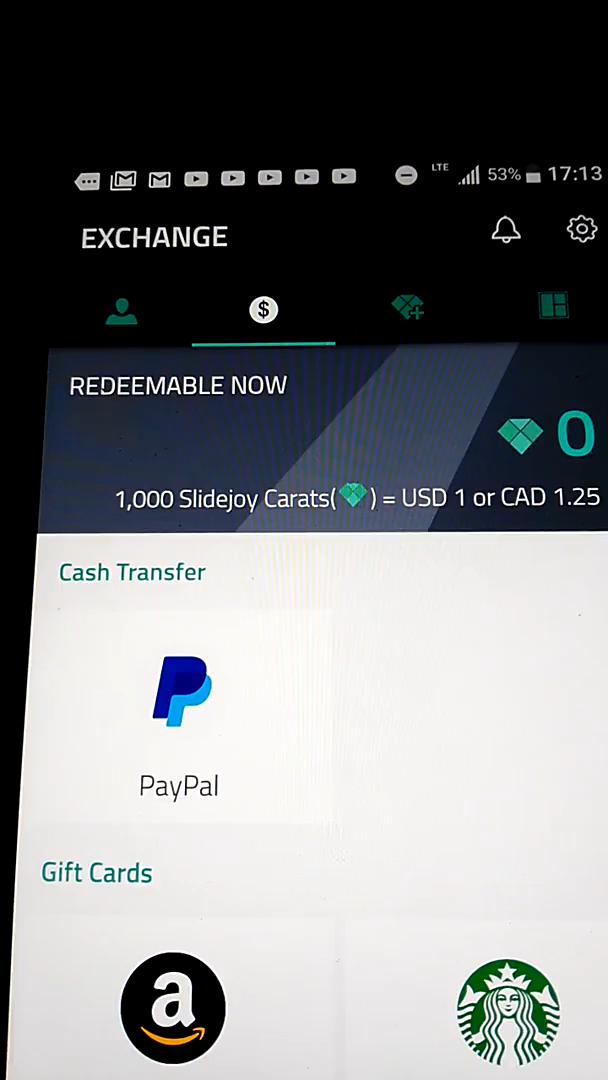 LTE 53% 17:13
EXCHANGE
$
REDEEMABLE NOW
0
1,000 Slidejoy Carats( ) = USD 1 or CAD 1.25
Cash Transfer
PayPal
Gift Cards
a